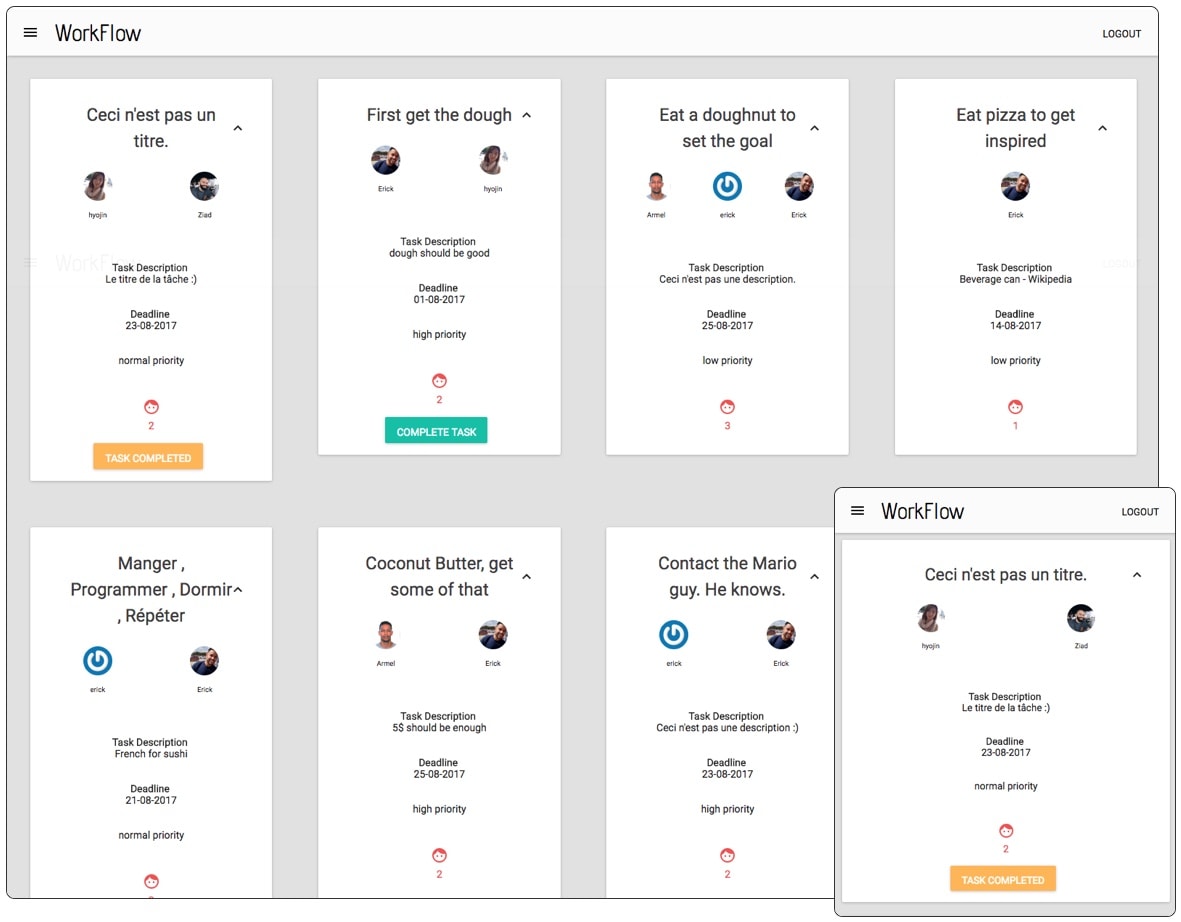 WorkFlow
LOGOUT
Ceci n'est pas un
titre.
hyojin
Ziad
Task Description
Le titre de la tâche :)
Deadline
23-08-2017
normal priority
2
TASK COMPLETED
First get the dough
Erick
hyojin
Task Description
dough should be good
Deadline
01-08-2017
high priority
2
COMPLETE TASK
Eat a doughnut to
set the goal
Armel
erick
Erick
Task Description
Ceci n'est pas une description.
Deadline
25-08-2017
low priority
3
Eat pizza to get
inspired
Erick
Task Description
Beverage can - Wikipedia
Deadline
14-08-2017
low priority
1
WorkFlow
LOGOUT
Manger ,
Programmer , Dormir
, Répéter
erick
Erick
Task Description
French for sushi
Deadline
21-08-2017
normal priority
Coconut Butter, get
some of that
Armel
Erick
Task Description
5$ should be enough
Deadline
25-08-2017
high priority
2
Contact the Mario
guy. He knows.
erick
Erick
Task Description
Ceci n'est pas une description :)
Deadline
23-08-2017
high priority
2
WorkFlow
LOGOUT
Ceci n'est pas un titre.
hyojin
Ziad
Task Description
Le titre de la tâche :)
Deadline
23-08-2017
normal priority
2
TASK COMPLETED